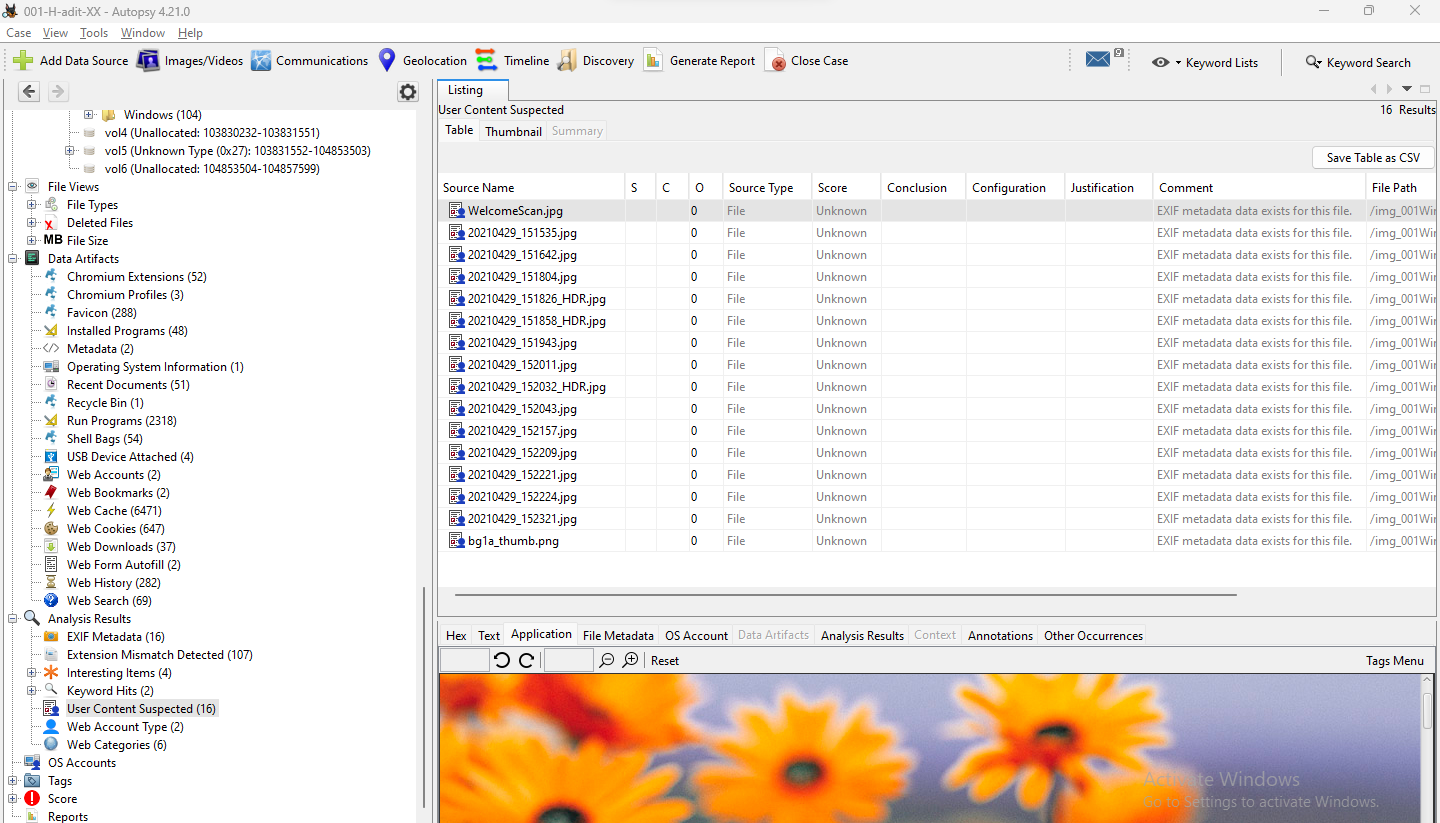 001-H-adit-XX - Autopsy 4.21.0
Case View Tools Window Help
Add Data Source Images/Videos Communications Geolocation Timeline Discovery Generate Report Close Case 9 Keyword Lists Keyword Search
Windows (104)
vol4 (Unallocated: 103830232-103831551)
vol5 (Unknown Type (0x27): 103831552-104853503)
vol6 (Unallocated: 104853504-104857599)
File Views
File Types
Deleted Files
MB File Size
Data Artifacts
Chromium Extensions (52)
Chromium Profiles (3)
Favicon (288)
Installed Programs (48)
Metadata (2)
Operating System Information (1)
Recent Documents (51)
Recycle Bin (1)
Run Programs (2318)
Shell Bags (54)
USB Device Attached (4)
Web Accounts (2)
Web Bookmarks (2)
Web Cache (6471)
Web Cookies (647)
Web Downloads (37)
Web Form Autofill (2)
Web History (282)
Web Search (69)
Analysis Results
EXIF Metadata (16)
Extension Mismatch Detected (107)
Interesting Items (4)
Keyword Hits (2)
User Content Suspected (16)
Web Account Type (2)
Web Categories (6)
OS Accounts
Tags
Score
Reports
Listing
User Content Suspected 16 Results
Table Thumbnail Summary
Save Table as CSV
Source Name S C O Source Type Score Conclusion Configuration Justification Comment File Path
WelcomeScan.jpg 0 File Unknown EXIF metadata data exists for this file. /img_001Wi
20210429_151535.jpg 0 File Unknown EXIF metadata data exists for this file. /img_001Wi
20210429_151642.jpg 0 File Unknown EXIF metadata data exists for this file. /img_001Wi
20210429_151804.jpg 0 File Unknown EXIF metadata data exists for this file. /img_001Wi
20210429_151826_HDR.jpg 0 File Unknown EXIF metadata data exists for this file. /img_001Wi
20210429_151858_HDR.jpg 0 File Unknown EXIF metadata data exists for this file. /img_001Wi
20210429_151943.jpg 0 File Unknown EXIF metadata data exists for this file. /img_001Wi
20210429_152011.jpg 0 File Unknown EXIF metadata data exists for this file. /img_001Wi
20210429_152032_HDR.jpg 0 File Unknown EXIF metadata data exists for this file. /img_001Wi
20210429_152043.jpg 0 File Unknown EXIF metadata data exists for this file. /img_001Wi
20210429_152157.jpg 0 File Unknown EXIF metadata data exists for this file. /img_001Wi
20210429_152209.jpg 0 File Unknown EXIF metadata data exists for this file. /img_001Wi
20210429_152221.jpg 0 File Unknown EXIF metadata data exists for this file. /img_001Wi
20210429_152224.jpg 0 File Unknown EXIF metadata data exists for this file. /img_001Wi
20210429_152321.jpg 0 File Unknown EXIF metadata data exists for this file. /img_001Wi
bg1a_thumb.png 0 File Unknown EXIF metadata data exists for this file. /img_001Wi
Hex Text Application File Metadata OS Account Data Artifacts Analysis Results Context Annotations Other Occurrences
Reset Tags Menu
Activate Windows
Go to Settings to activate Windows.